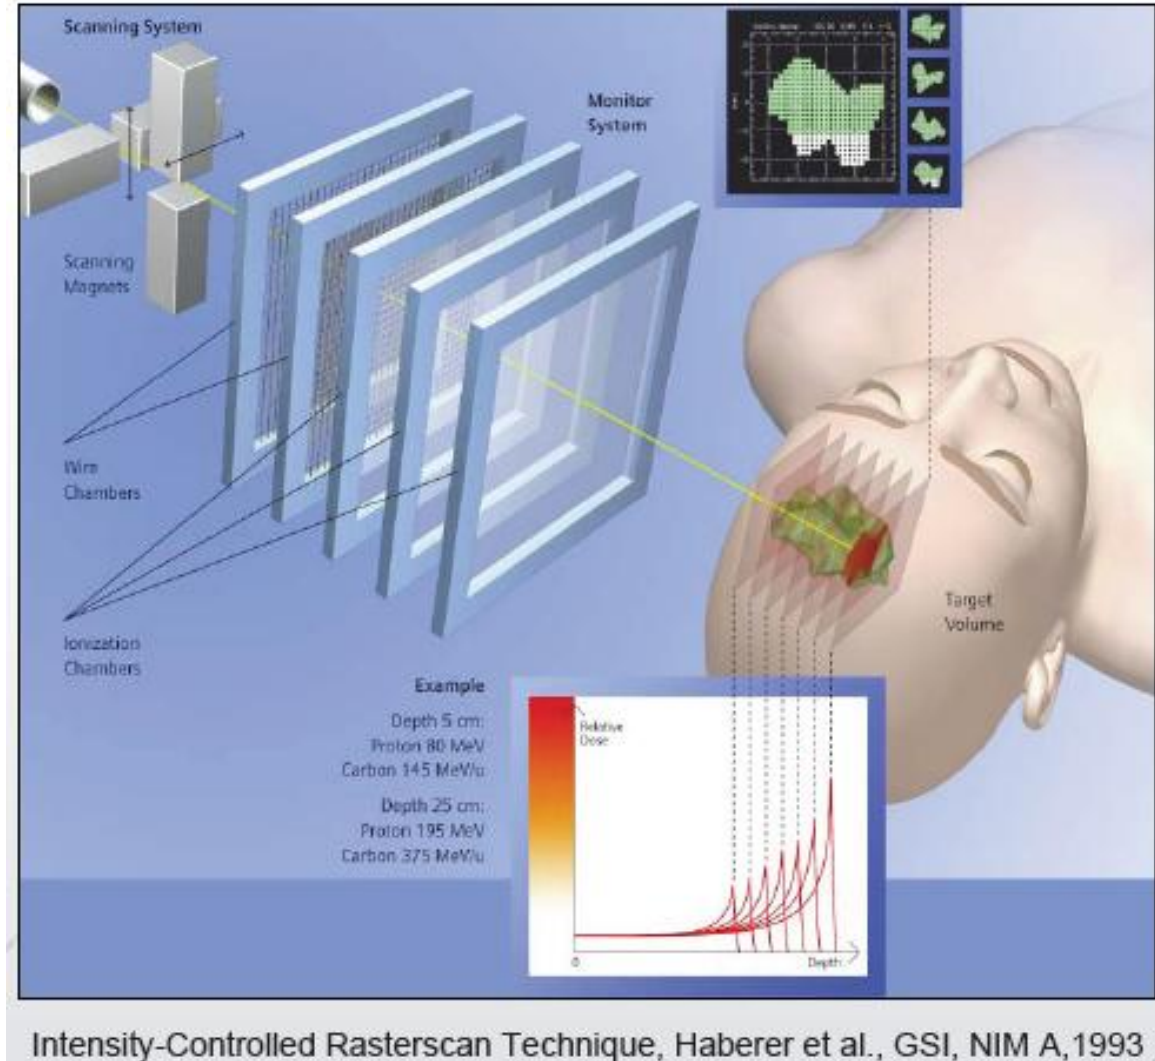 Scanning System
Monitor
System
Scanning
Magnets
Wire
Chambers
Ionization
Chambers
Target
Volume
Example
Depth 5 cm:
Proton 80 MeV
Carbon 145 MeV/u
Depth 25 cm:
Proton 195 MeV
Carbon 375 MeV/u
Relative
Dose
0
Depth
Intensity-Controlled Rasterscan Technique, Haberer et al., GSI, NIM A, 1993